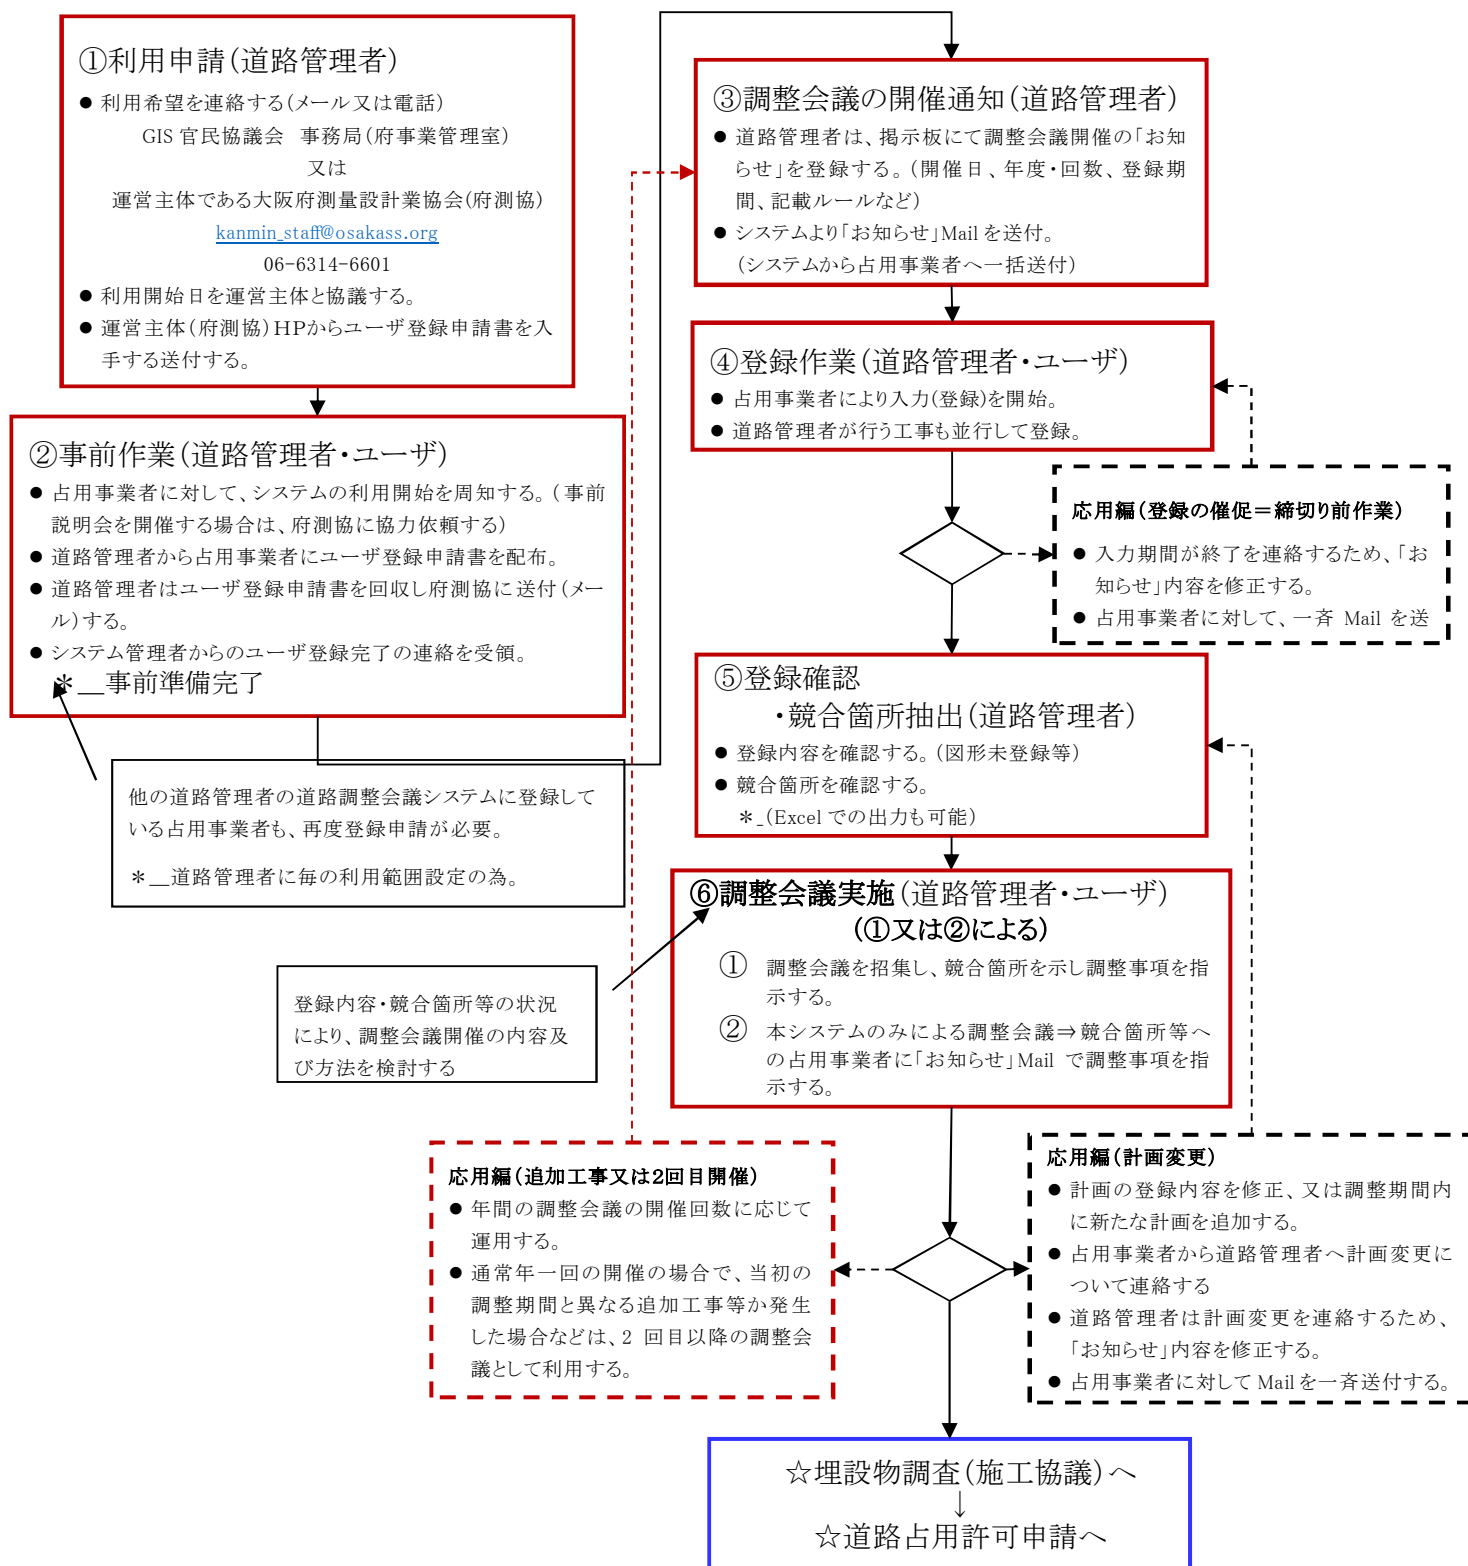 ①利用申請(道路管理者)
● 利用希望を連絡する(メール又は電話)
GIS 官民協議会　事務局(府事業管理室)
又は
運営主体である大阪府測量設計業協会(府測協)
kanmin_staff@osakass.org
06-6314-6601
● 利用開始日を運営主体と協議する。
● 運営主体(府測協)HPからユーザ登録申請書を入
手する送付する。
②事前作業(道路管理者・ユーザ)
● 占用事業者に対して、システムの利用開始を周知する。(事前
説明会を開催する場合は、府測協に協力依頼する)
● 道路管理者から占用事業者にユーザ登録申請書を配布。
● 道路管理者はユーザ登録申請書を回収し府測協に送付(メー
ル)する。
● システム管理者からのユーザ登録完了の連絡を受領。
＊＿事前準備完了
他の道路管理者の道路調整会議システムに登録して
いる占用事業者も、再度登録申請が必要。
＊＿道路管理者に毎の利用範囲設定の為。
③調整会議の開催通知(道路管理者)
● 道路管理者は、掲示板にて調整会議開催の「お知
らせ」を登録する。(開催日、年度・回数、登録期
間、記載ルールなど)
● システムより「お知らせ」Mail を送付。
(システムから占用事業者へ一括送付)
④登録作業(道路管理者・ユーザ)
● 占用事業者により入力(登録)を開始。
● 道路管理者が行う工事も並行して登録。
応用編(登録の催促＝締切り前作業)
● 入力期間が終了を連絡するため、「お
知らせ」内容を修正する。
● 占用事業者に対して、一斉 Mail を送
⑤登録確認
・競合箇所抽出(道路管理者)
● 登録内容を確認する。(図形未登録等)
● 競合箇所を確認する。
＊_(Excel での出力も可能)
⑥調整会議実施(道路管理者・ユーザ)
(①又は②による)
① 調整会議を招集し、競合箇所を示し調整事項を指
示する。
② 本システムのみによる調整会議⇒競合箇所等へ
の占用事業者に「お知らせ」Mail で調整事項を指
示する。
登録内容・競合箇所等の状況
により、調整会議開催の内容及
び方法を検討する
応用編(追加工事又は2回目開催)
● 年間の調整会議の開催回数に応じて
運用する。
● 通常年一回の開催の場合で、当初の
調整期間と異なる追加工事等か発生
した場合などは、2 回目以降の調整会
議として利用する。
応用編(計画変更)
● 計画の登録内容を修正、又は調整期間内
に新たな計画を追加する。
● 占用事業者から道路管理者へ計画変更に
ついて連絡する
● 道路管理者は計画変更を連絡するため、
「お知らせ」内容を修正する。
● 占用事業者に対して Mail を一斉送付する。
☆埋設物調査(施工協議)へ
↓
☆道路占用許可申請へ